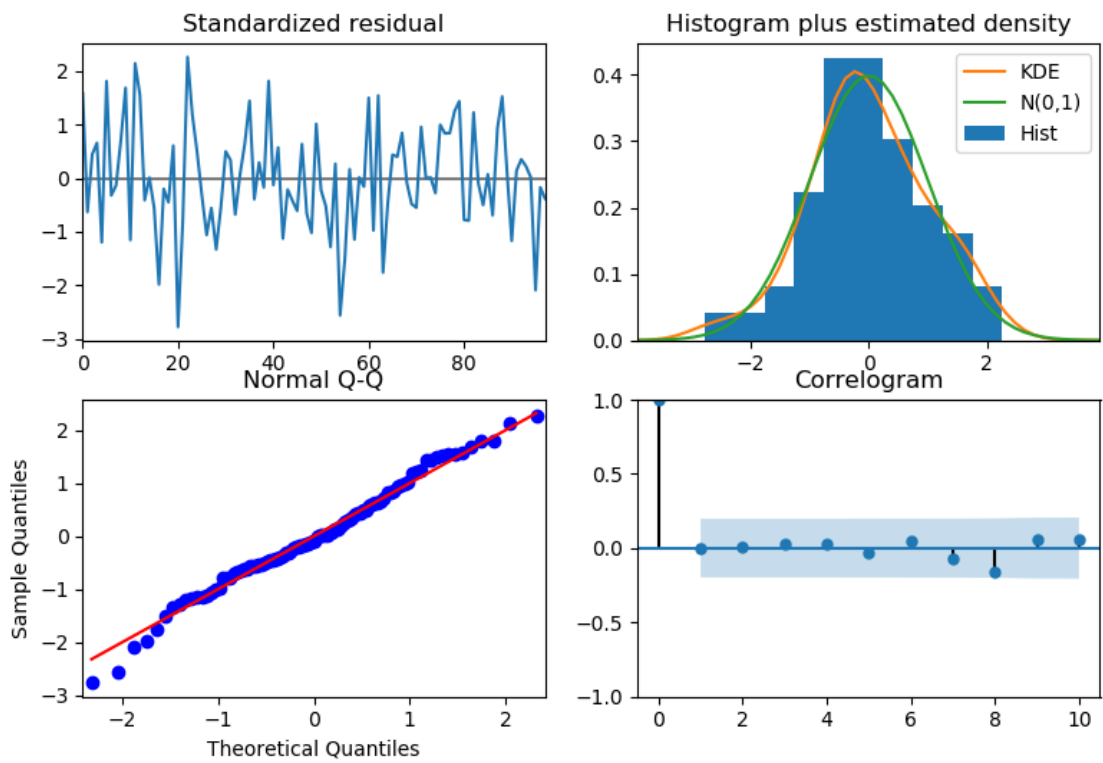 Standardized residual
2
1
0
−1
−2
−3
0 20 40 60 80
Histogram plus estimated density
0.4
0.3
0.2
0.1
0.0
−2 0 2
KDE
N(0,1)
Hist
Normal Q-Q
Sample Quantiles
2
1
0
−1
−2
−3
−2 −1 0 1 2
Theoretical Quantiles
Correlogram
1.0
0.5
0.0
−0.5
−1.0
0 2 4 6 8 10